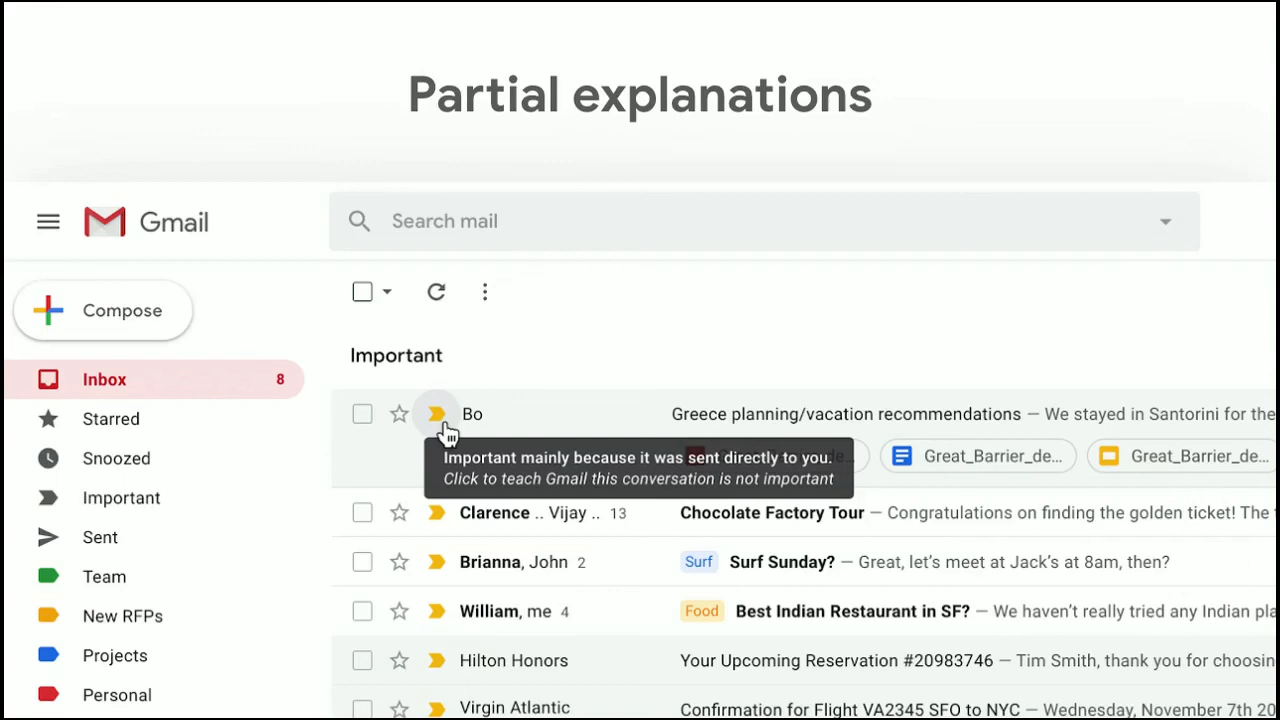 Partial explanations
Gmail
Search mail
Compose
Important
Inbox 8
Bo Greece planning/vacation recommendations — We stayed in Santorini for the
Starred
Important mainly because it was sent directly to you.
Click to teach Gmail this conversation is not important
Great_Barrier_de... Great_Barrier_de...
Snoozed
Important
Clarence .. Vijay .. 13 Chocolate Factory Tour — Congratulations on finding the golden ticket! The
Sent
Brianna, John 2 Surf Surf Sunday? — Great, let’s meet at Jack’s at 8am, then?
Team
New RFPs
William, me 4 Food Best Indian Restaurant in SF? — We haven’t really tried any Indian pla
Projects
Hilton Honors Your Upcoming Reservation #20983746 — Tim Smith, thank you for choosin
Personal
Virgin Atlantic Confirmation for Flight VA2345 SFO to NYC — Wednesday, November 7th 20